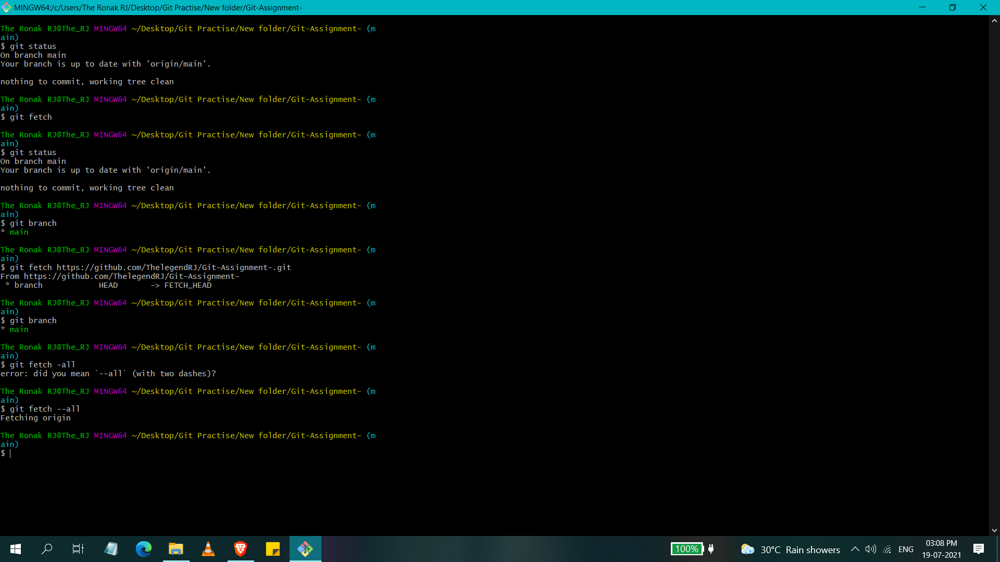 MINGW64:/c/Users/The Ronak RJ/Desktop/Git Practise/New folder/Git-Assignment-
The Ronak RJ@The_RJ MINGW64 ~/Desktop/Git Practise/New folder/Git-Assignment- (m
ain)
$ git status
On branch main
Your branch is up to date with 'origin/main'.
nothing to commit, working tree clean
The Ronak RJ@The_RJ MINGW64 ~/Desktop/Git Practise/New folder/Git-Assignment- (m
ain)
$ git fetch
The Ronak RJ@The_RJ MINGW64 ~/Desktop/Git Practise/New folder/Git-Assignment- (m
ain)
$ git status
On branch main
Your branch is up to date with 'origin/main'.
nothing to commit, working tree clean
The Ronak RJ@The_RJ MINGW64 ~/Desktop/Git Practise/New folder/Git-Assignment- (m
ain)
$ git branch
* main
The Ronak RJ@The_RJ MINGW64 ~/Desktop/Git Practise/New folder/Git-Assignment- (m
ain)
$ git fetch https://github.com/ThelegendRJ/Git-Assignment-.git
From https://github.com/ThelegendRJ/Git-Assignment-
 * branch            HEAD       -> FETCH_HEAD
The Ronak RJ@The_RJ MINGW64 ~/Desktop/Git Practise/New folder/Git-Assignment- (m
ain)
$ git branch
* main
The Ronak RJ@The_RJ MINGW64 ~/Desktop/Git Practise/New folder/Git-Assignment- (m
ain)
$ git fetch -all
error: did you mean `--all` (with two dashes)?
The Ronak RJ@The_RJ MINGW64 ~/Desktop/Git Practise/New folder/Git-Assignment- (m
ain)
$ git fetch --all
Fetching origin
The Ronak RJ@The_RJ MINGW64 ~/Desktop/Git Practise/New folder/Git-Assignment- (m
ain)
$
100% 30°C Rain showers ENG 03:08 PM
19-07-2021